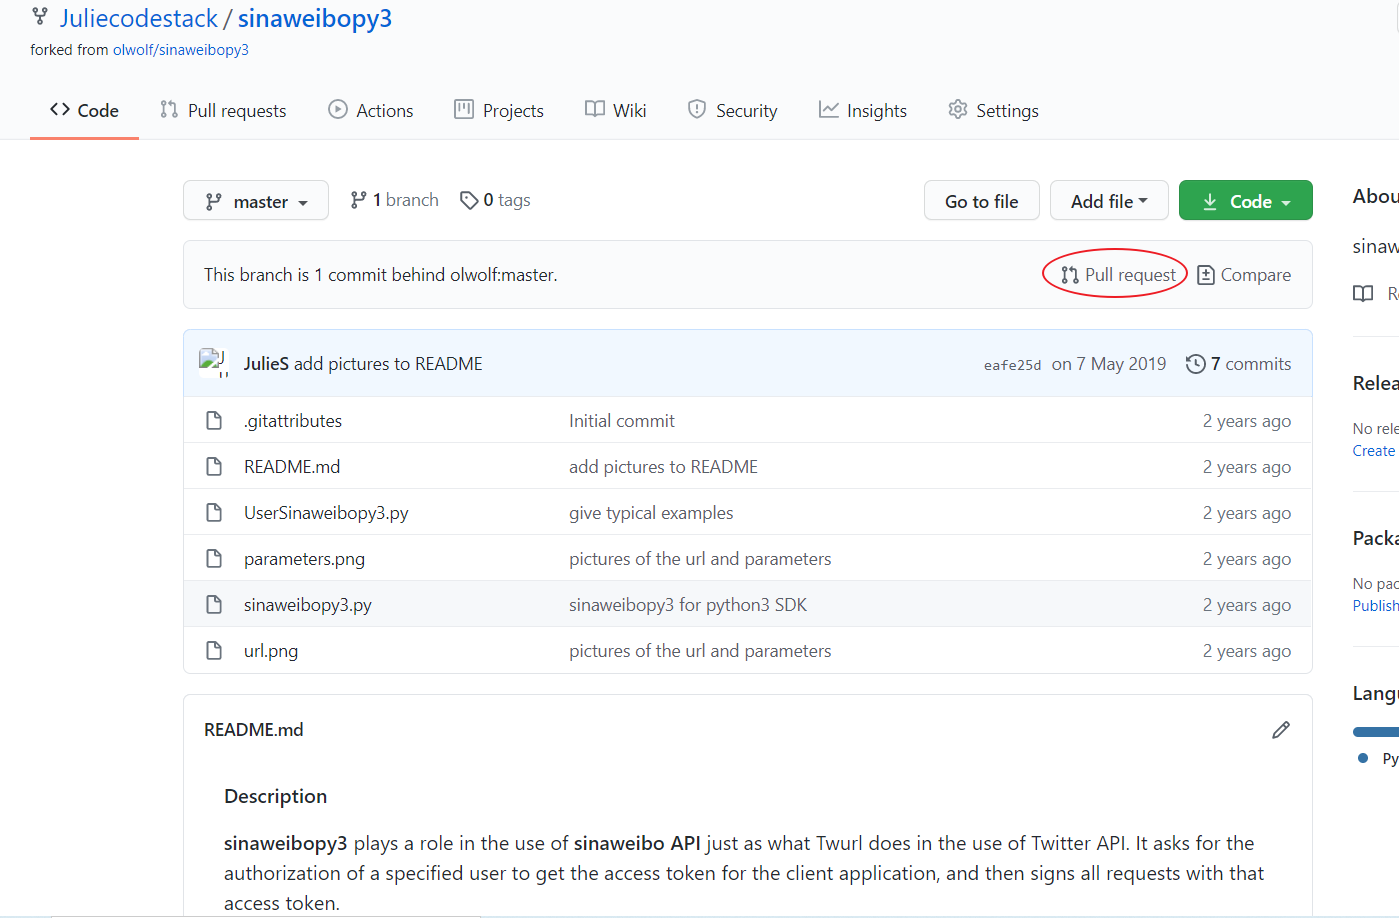 Juliecodestack / sinaweibopy3
forked from olwolf/sinaweibopy3
Code Pull requests Actions Projects Wiki Security Insights Settings
master 1 branch 0 tags Go to file Add file Code
This branch is 1 commit behind olwolf:master. Pull request Compare
JulieS add pictures to README eafe25d on 7 May 2019 7 commits
.gitattributes Initial commit 2 years ago
README.md add pictures to README 2 years ago
UserSinaweibopy3.py give typical examples 2 years ago
parameters.png pictures of the url and parameters 2 years ago
sinaweibopy3.py sinaweibopy3 for python3 SDK 2 years ago
url.png pictures of the url and parameters 2 years ago
README.md
Description
sinaweibopy3 plays a role in the use of sinaweibo API just as what Twurl does in the use of Twitter API. It asks for the
authorization of a specified user to get the access token for the client application, and then signs all requests with that
access token.
Abou
sinaw
R
Relea
No rele
Create
Packa
No pac
Publish
Langu
Py